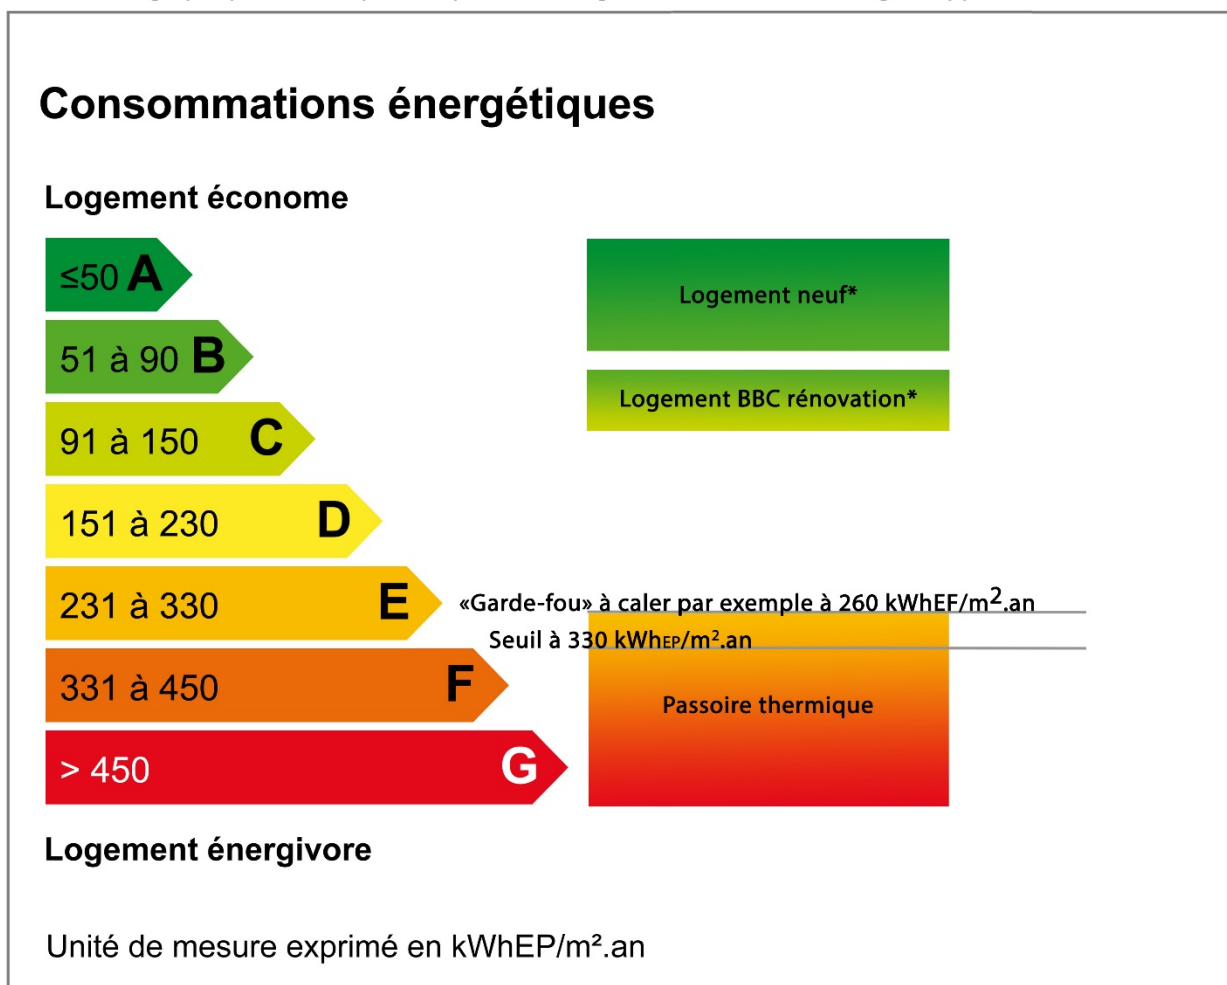 Consommations énergétiques
Logement économe
≤50 A
51 à 90 B
91 à 150 C
151 à 230 D
231 à 330 E
331 à 450 F
> 450 G
Logement neuf*
Logement BBC rénovation*
«Garde-fou» à caler par exemple à 260 kWhEF/m².an
Seuil à 330 kWhEP/m².an
Passoire thermique
Logement énergivore
Unité de mesure exprimé en kWhEP/m².an